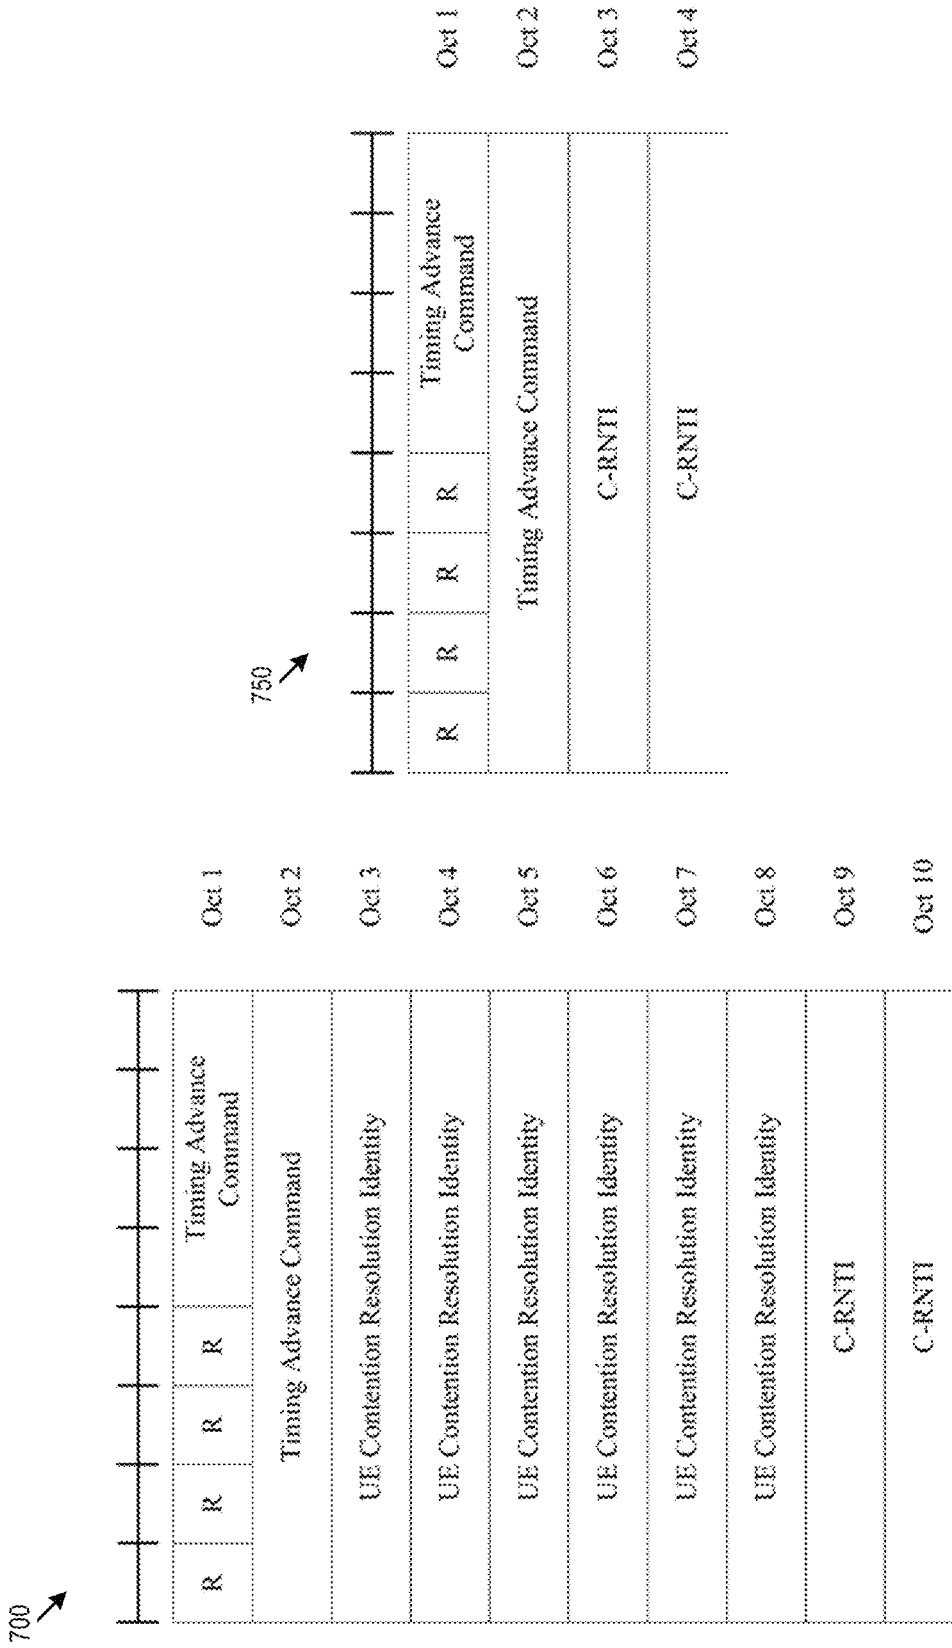 700
R R R R Timing Advance
Command
Oct 1
Timing Advance Command Oct 2
UE Contention Resolution Identity Oct 3
UE Contention Resolution Identity Oct 4
UE Contention Resolution Identity Oct 5
UE Contention Resolution Identity Oct 6
UE Contention Resolution Identity Oct 7
UE Contention Resolution Identity Oct 8
C-RNTI Oct 9
C-RNTI Oct 10
750
R R R R Timing Advance
Command
Oct 1
Timing Advance Command Oct 2
C-RNTI Oct 3
C-RNTI Oct 4